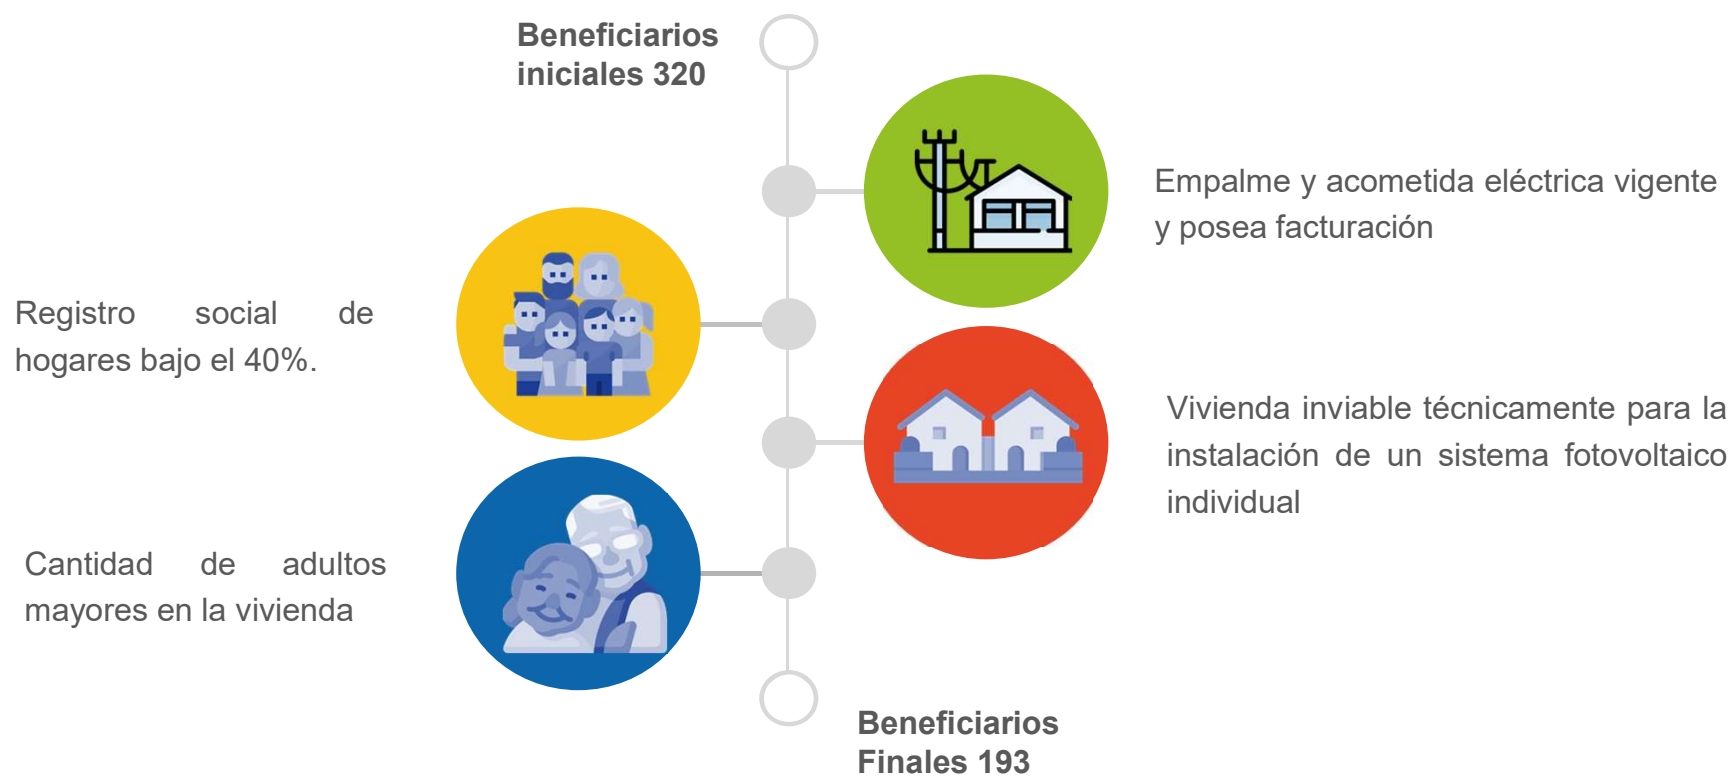 Beneficiarios
iniciales 320
Empalme y acometida eléctrica vigente
y posea facturación
Registro social de
hogares bajo el 40%.
Vivienda inviable técnicamente para la
instalación de un sistema fotovoltaico
individual
Cantidad de adultos
mayores en la vivienda
Beneficiarios
Finales 193